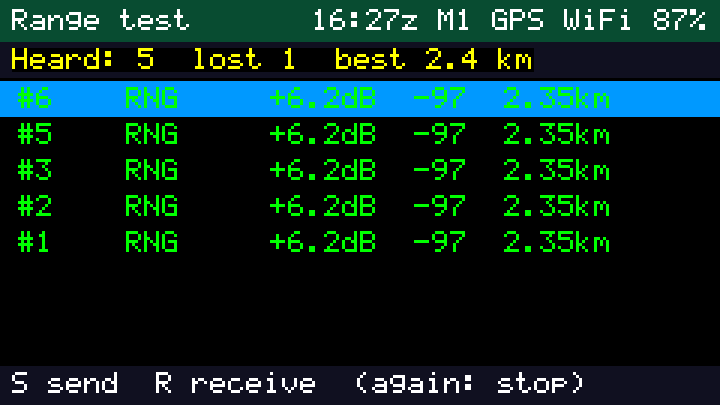 Range test 16:27z M1 GPS WiFi 87%
Heard: 5 lost 1 best 2.4 km
#6 RNG +6.2dB -97 2.35km
#5 RNG +6.2dB -97 2.35km
#3 RNG +6.2dB -97 2.35km
#2 RNG +6.2dB -97 2.35km
#1 RNG +6.2dB -97 2.35km
S send R receive (again: stop)